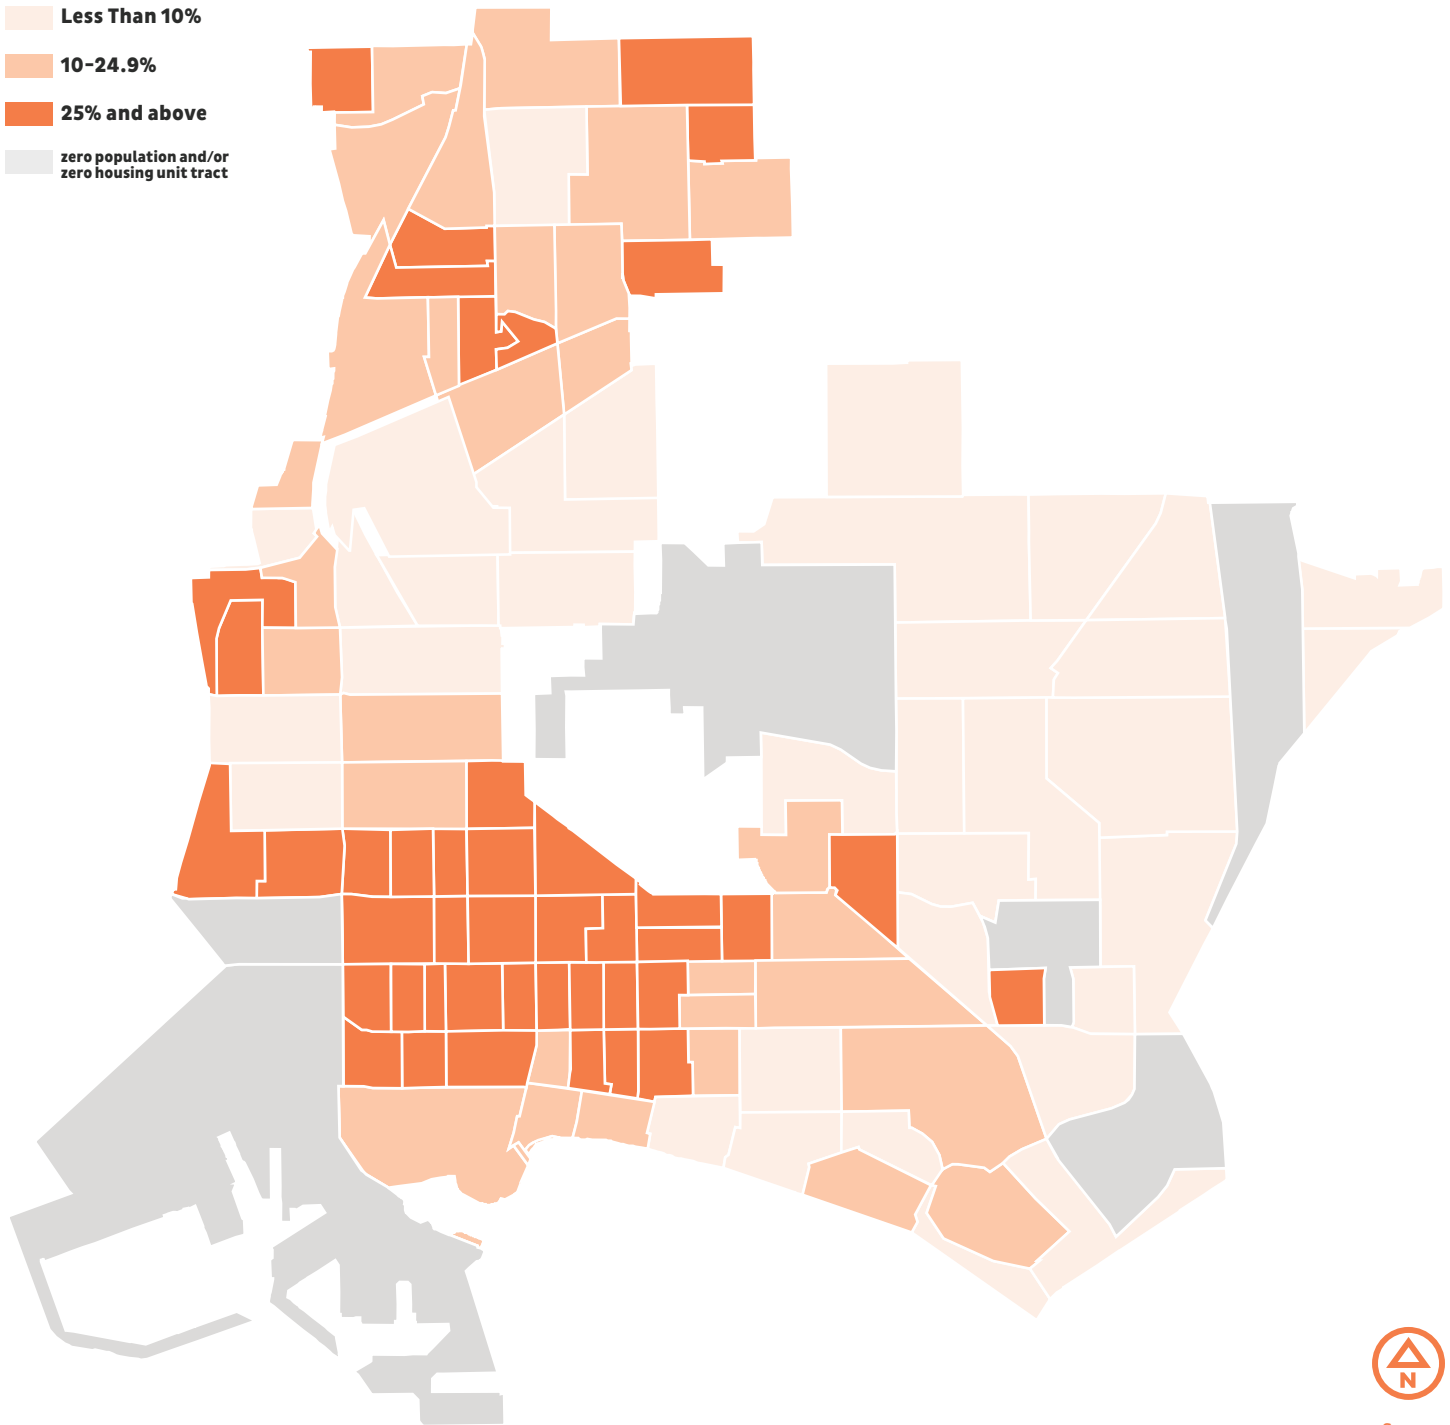 Less Than 10%
10-24.9%
25% and above
zero population and/or
zero housing unit tract
N